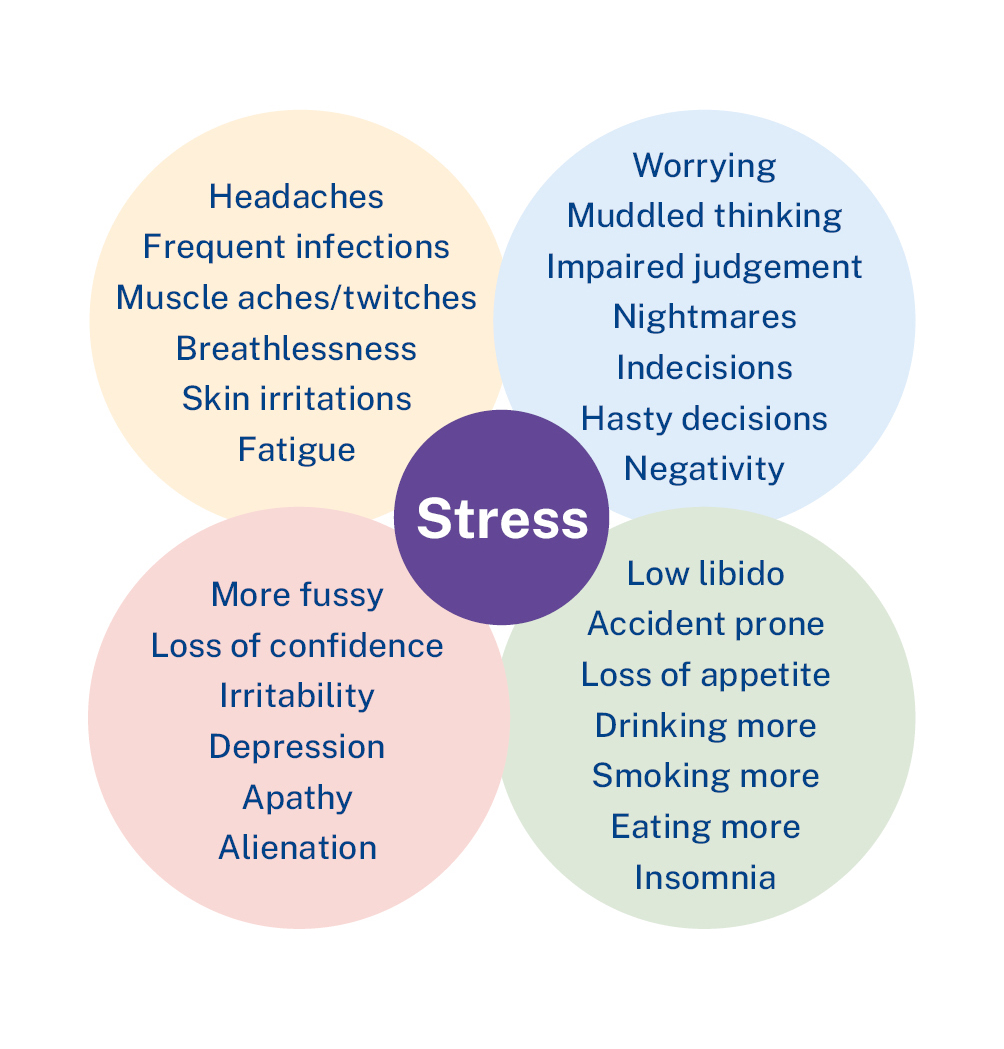 Headaches
Frequent infections
Muscle aches/twitches
Breathlessness
Skin irritations
Fatigue
Worrying
Muddled thinking
Impaired judgement
Nightmares
Indecisions
Hasty decisions
Negativity
Stress
More fussy
Loss of confidence
Irritability
Depression
Apathy
Alienation
Low libido
Accident prone
Loss of appetite
Drinking more
Smoking more
Eating more
Insomnia